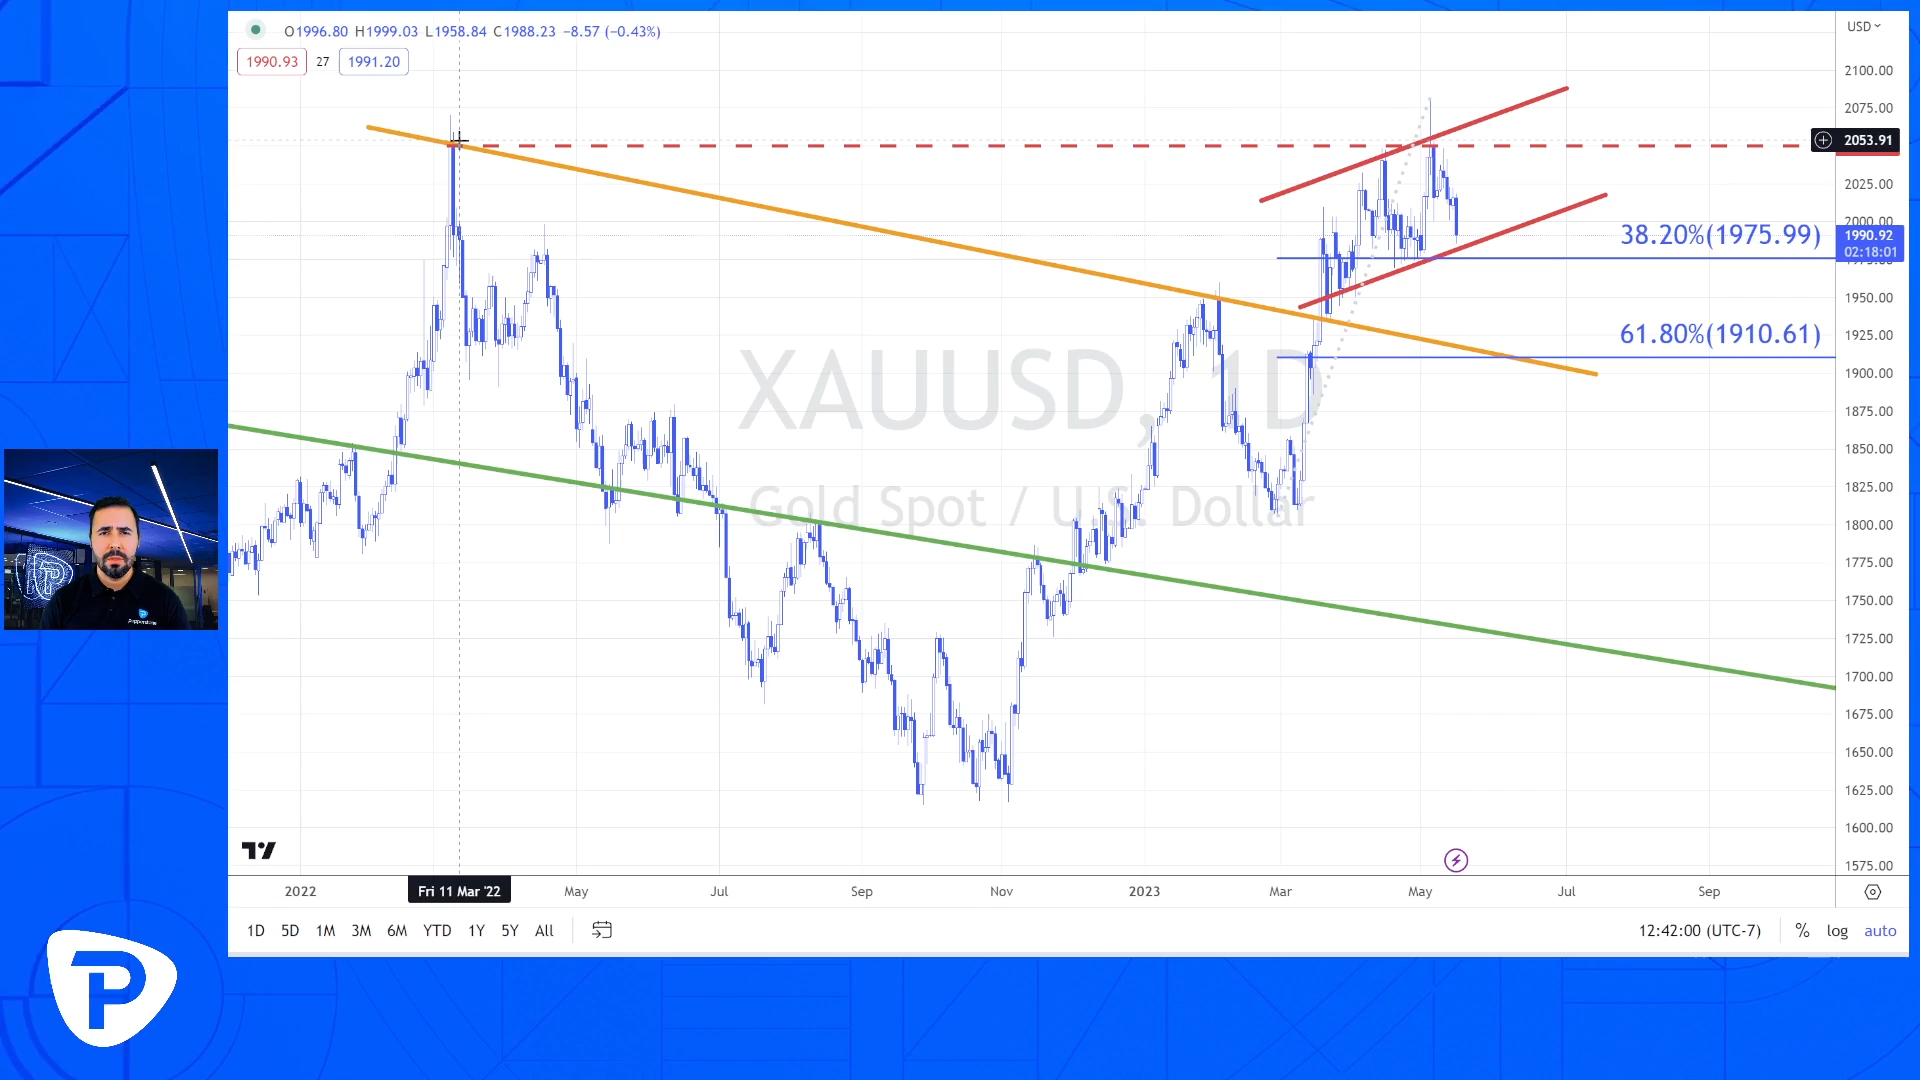 O1996.80 H1999.03 L1958.84 C1988.23 −8.57 (−0.43%)
USD
1990.93 27 1991.20
2100.00
2075.00
2053.91
2025.00
2000.00
38.20%(1975.99)
1990.92
02:18:01
1950.00
61.80%(1910.61)
1925.00
1900.00
1875.00
1850.00
1825.00
1800.00
1775.00
1750.00
1725.00
1700.00
1675.00
1650.00
1625.00
1600.00
1575.00
XAUUSD, 1D
Gold Spot / U.S. Dollar
Pepperstone
2022 Fri 11 Mar '22 May Jul Sep Nov 2023 Mar May Jul Sep
1D 5D 1M 3M 6M YTD 1Y 5Y All
12:42:00 (UTC-7) % log auto